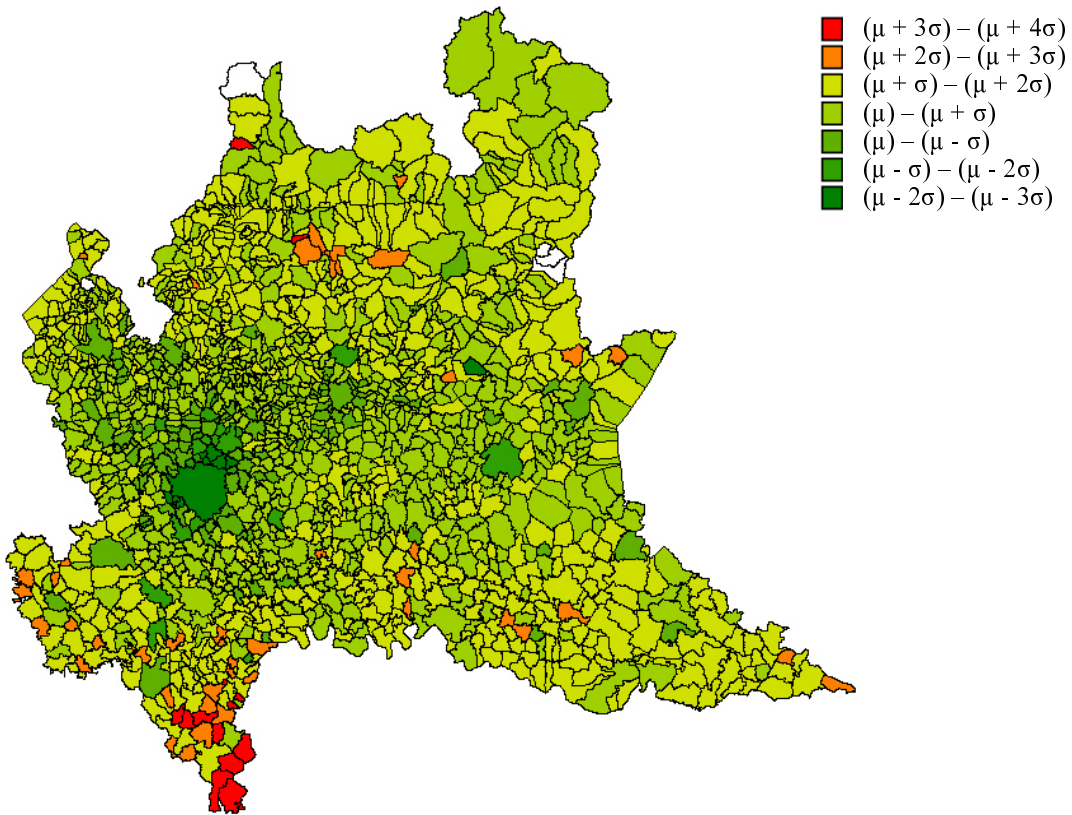 (μ + 3σ) – (μ + 4σ)
(μ + 2σ) – (μ + 3σ)
(μ + σ) – (μ + 2σ)
(μ) – (μ + σ)
(μ) – (μ - σ)
(μ - σ) – (μ - 2σ)
(μ - 2σ) – (μ - 3σ)